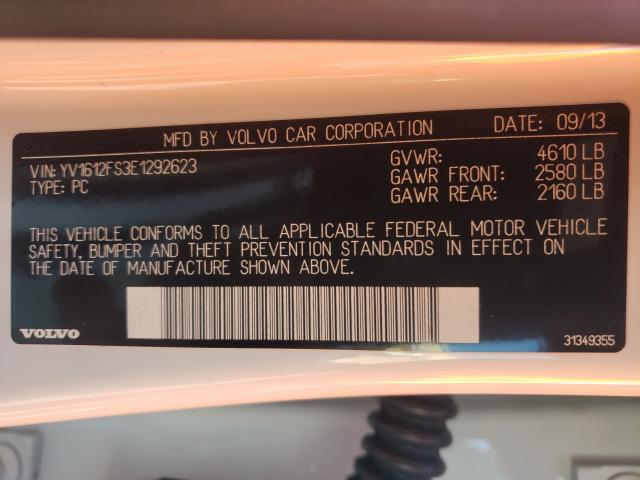 MFD BY VOLVO CAR CORPORATION DATE: 09/13
VIN: YV1612FS3E1292623 GVWR: 4610 LB
TYPE: PC GAWR FRONT: 2580 LB
GAWR REAR: 2160 LB
THIS VEHICLE CONFORMS TO ALL APPLICABLE FEDERAL MOTOR VEHICLE
SAFETY, BUMPER AND THEFT PREVENTION STANDARDS IN EFFECT ON
THE DATE OF MANUFACTURE SHOWN ABOVE.
VOLVO 31349355